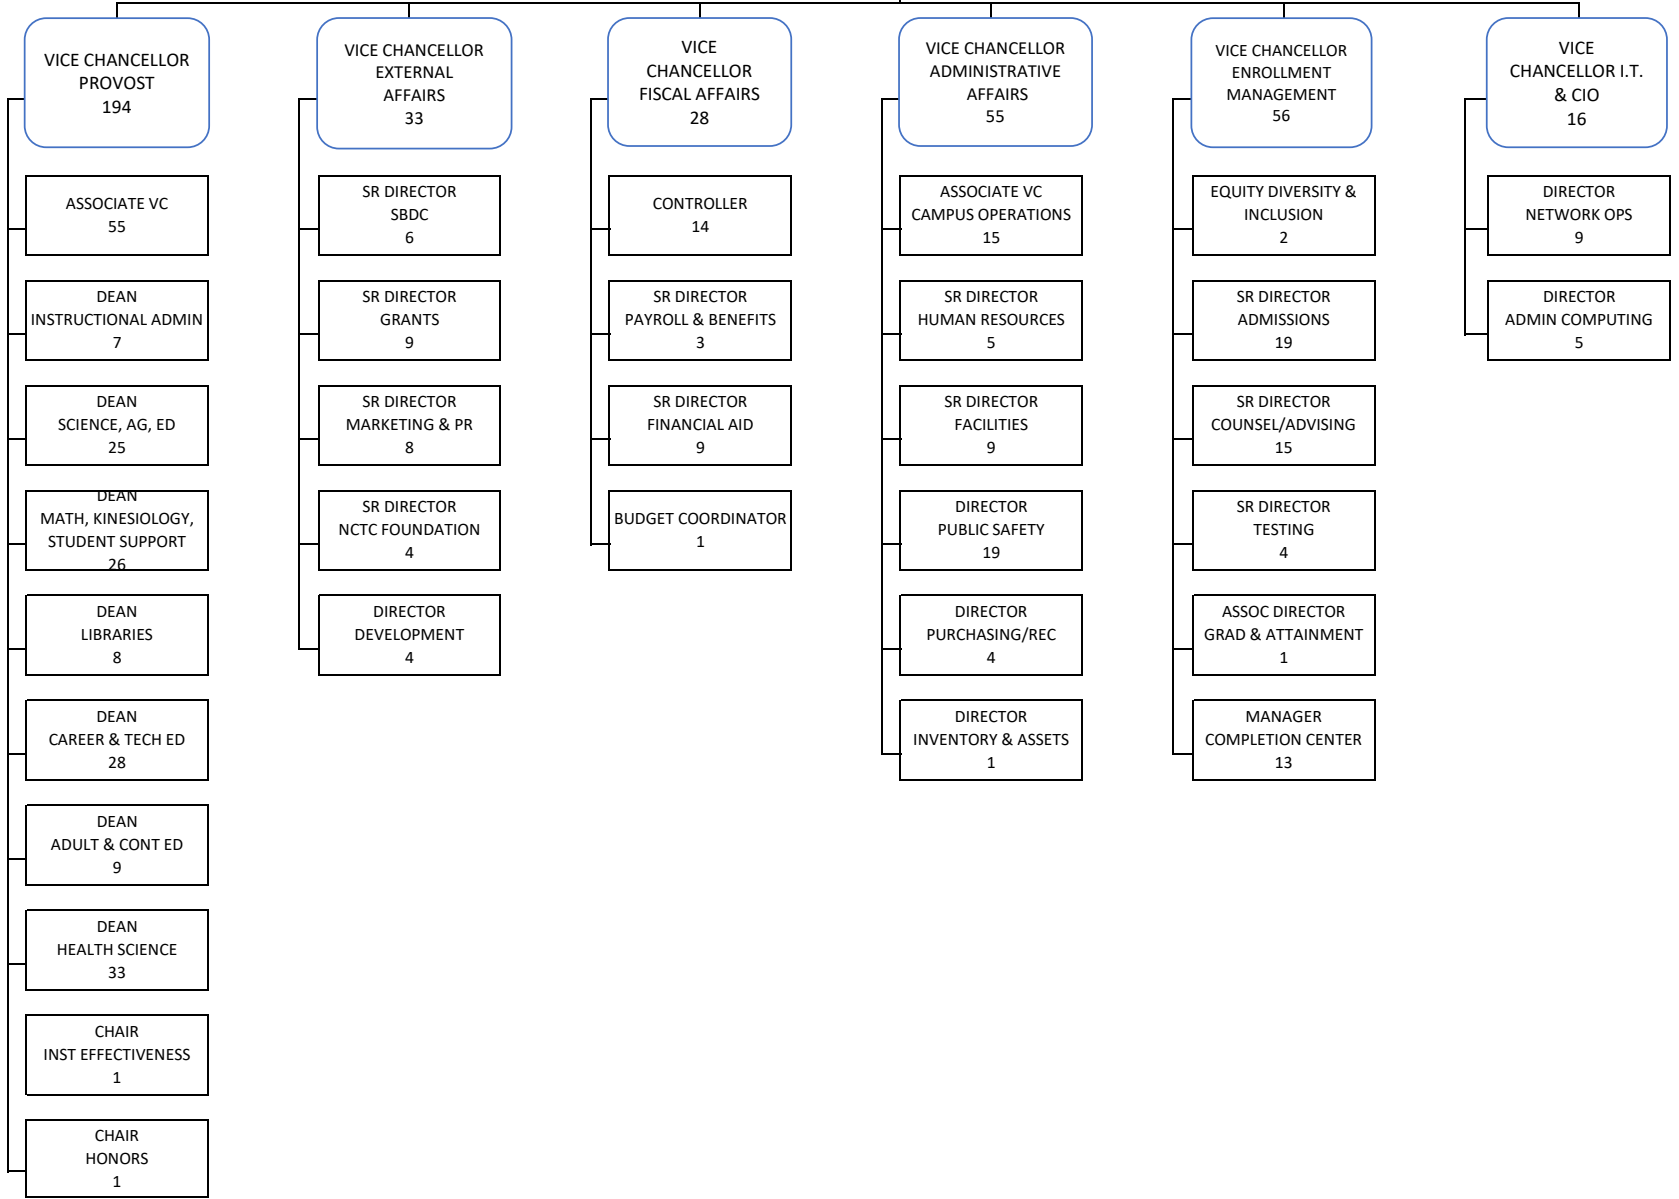 VICE CHANCELLOR
PROVOST
194
VICE CHANCELLOR
EXTERNAL
AFFAIRS
33
VICE
CHANCELLOR
FISCAL AFFAIRS
28
VICE CHANCELLOR
ADMINISTRATIVE
AFFAIRS
55
VICE CHANCELLOR
ENROLLMENT
MANAGEMENT
56
VICE
CHANCELLOR I.T.
& CIO
16
ASSOCIATE VC
55
SR DIRECTOR
SBDC
6
CONTROLLER
14
ASSOCIATE VC
CAMPUS OPERATIONS
15
EQUITY DIVERSITY &
INCLUSION
2
DIRECTOR
NETWORK OPS
9
DEAN
INSTRUCTIONAL ADMIN
7
SR DIRECTOR
GRANTS
9
SR DIRECTOR
PAYROLL & BENEFITS
3
SR DIRECTOR
HUMAN RESOURCES
5
SR DIRECTOR
ADMISSIONS
19
DIRECTOR
ADMIN COMPUTING
5
DEAN
SCIENCE, AG, ED
25
SR DIRECTOR
MARKETING & PR
8
SR DIRECTOR
FINANCIAL AID
9
SR DIRECTOR
FACILITIES
9
SR DIRECTOR
COUNSEL/ADVISING
15
DEAN
MATH, KINESIOLOGY,
STUDENT SUPPORT
26
SR DIRECTOR
NCTC FOUNDATION
4
BUDGET COORDINATOR
1
DIRECTOR
PUBLIC SAFETY
19
SR DIRECTOR
TESTING
4
DEAN
LIBRARIES
8
DIRECTOR
DEVELOPMENT
4
DIRECTOR
PURCHASING/REC
4
ASSOC DIRECTOR
GRAD & ATTAINMENT
1
DEAN
CAREER & TECH ED
28
DIRECTOR
INVENTORY & ASSETS
1
MANAGER
COMPLETION CENTER
13
DEAN
ADULT & CONT ED
9
DEAN
HEALTH SCIENCE
33
CHAIR
INST EFFECTIVENESS
1
CHAIR
HONORS
1